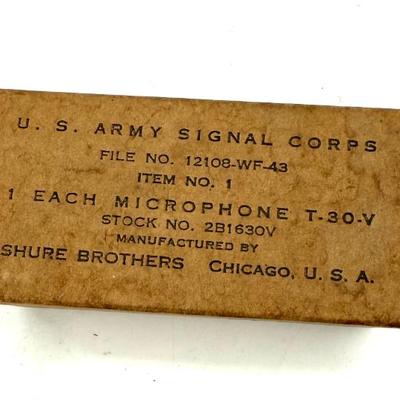 U. S. ARMY SIGNAL CORPS
FILE NO. 12108-WF-43
ITEM NO. 1
1 EACH MICROPHONE T-30-V
STOCK NO. 2B1630V
MANUFACTURED BY
SHURE BROTHERS CHICAGO, U. S. A.